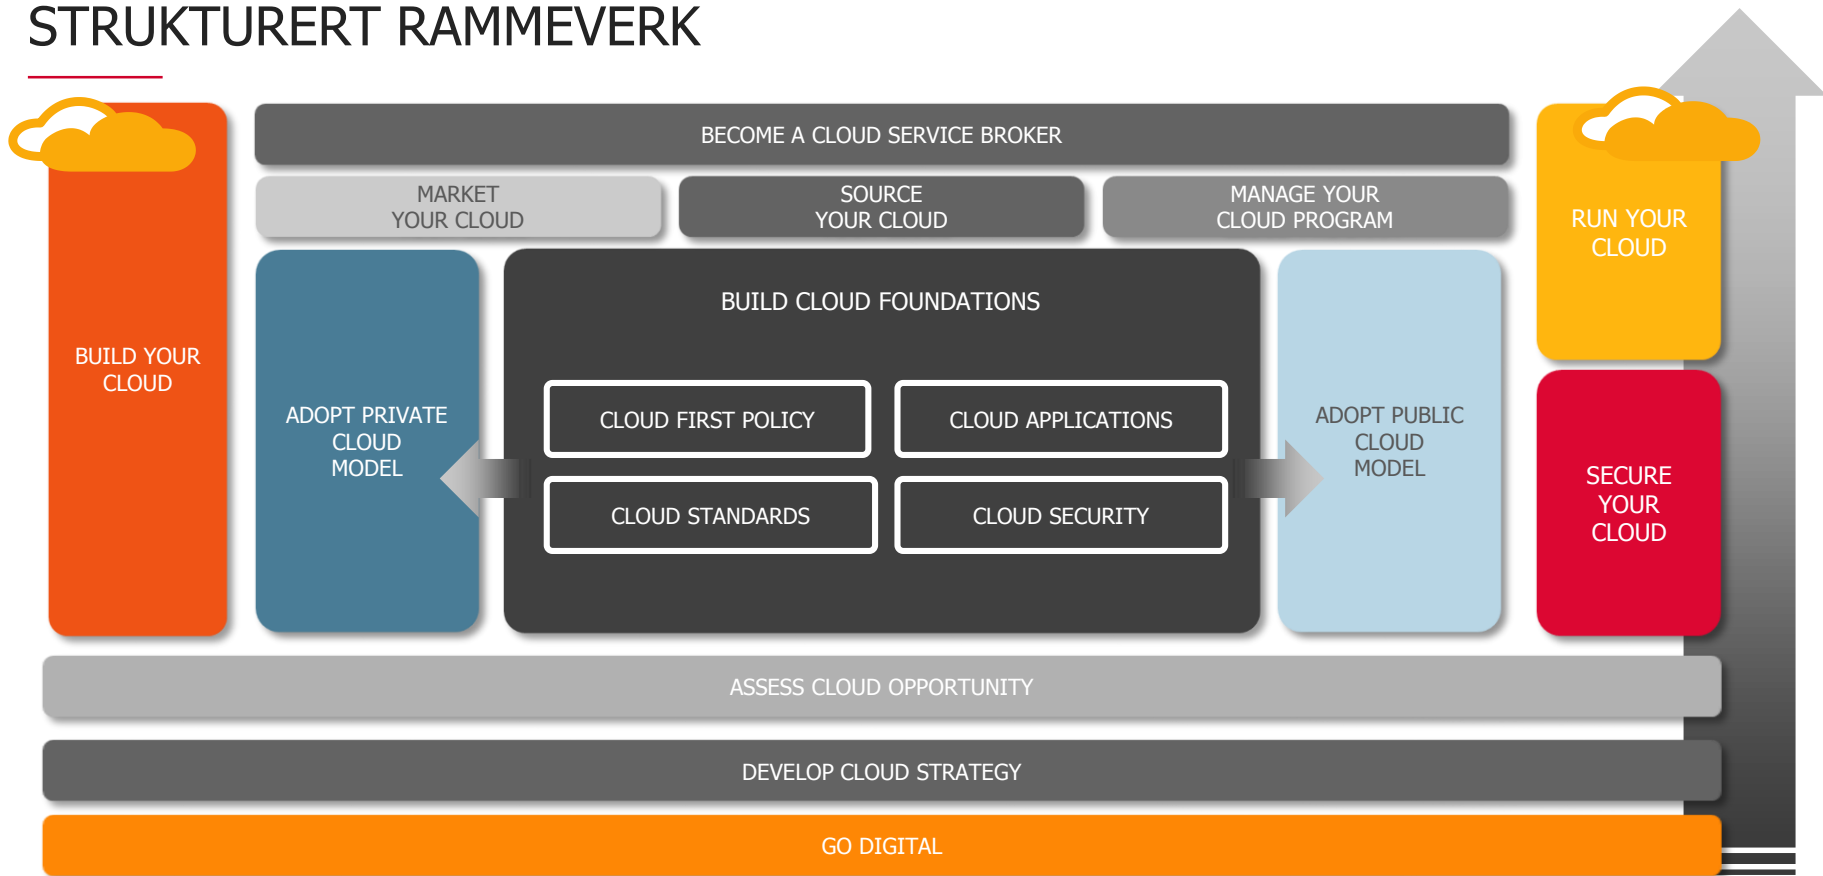 STRUKTURERT RAMMEVERK
BECOME A CLOUD SERVICE BROKER
MARKET
YOUR CLOUD
SOURCE
YOUR CLOUD
MANAGE YOUR
CLOUD PROGRAM
BUILD YOUR
CLOUD
ADOPT PRIVATE
CLOUD
MODEL
BUILD CLOUD FOUNDATIONS
CLOUD FIRST POLICY
CLOUD APPLICATIONS
CLOUD STANDARDS
CLOUD SECURITY
ADOPT PUBLIC
CLOUD
MODEL
RUN YOUR
CLOUD
SECURE
YOUR
CLOUD
ASSESS CLOUD OPPORTUNITY
DEVELOP CLOUD STRATEGY
GO DIGITAL